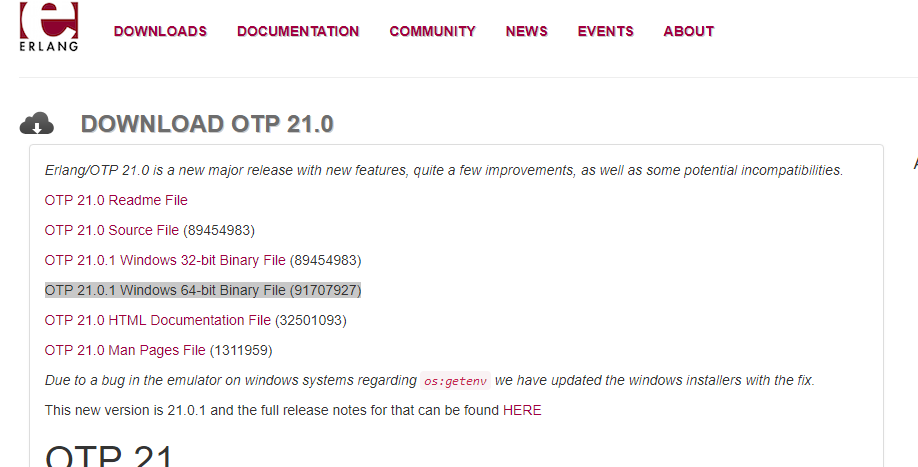 ERLANG
DOWNLOADS DOCUMENTATION COMMUNITY NEWS EVENTS ABOUT
DOWNLOAD OTP 21.0
Erlang/OTP 21.0 is a new major release with new features, quite a few improvements, as well as some potential incompatibilities.
OTP 21.0 Readme File
OTP 21.0 Source File (89454983)
OTP 21.0.1 Windows 32-bit Binary File (89454983)
OTP 21.0.1 Windows 64-bit Binary File (91707927)
OTP 21.0 HTML Documentation File (32501093)
OTP 21.0 Man Pages File (1311959)
Due to a bug in the emulator on windows systems regarding os:getenv we have updated the windows installers with the fix.
This new version is 21.0.1 and the full release notes for that can be found HERE
OTP 21